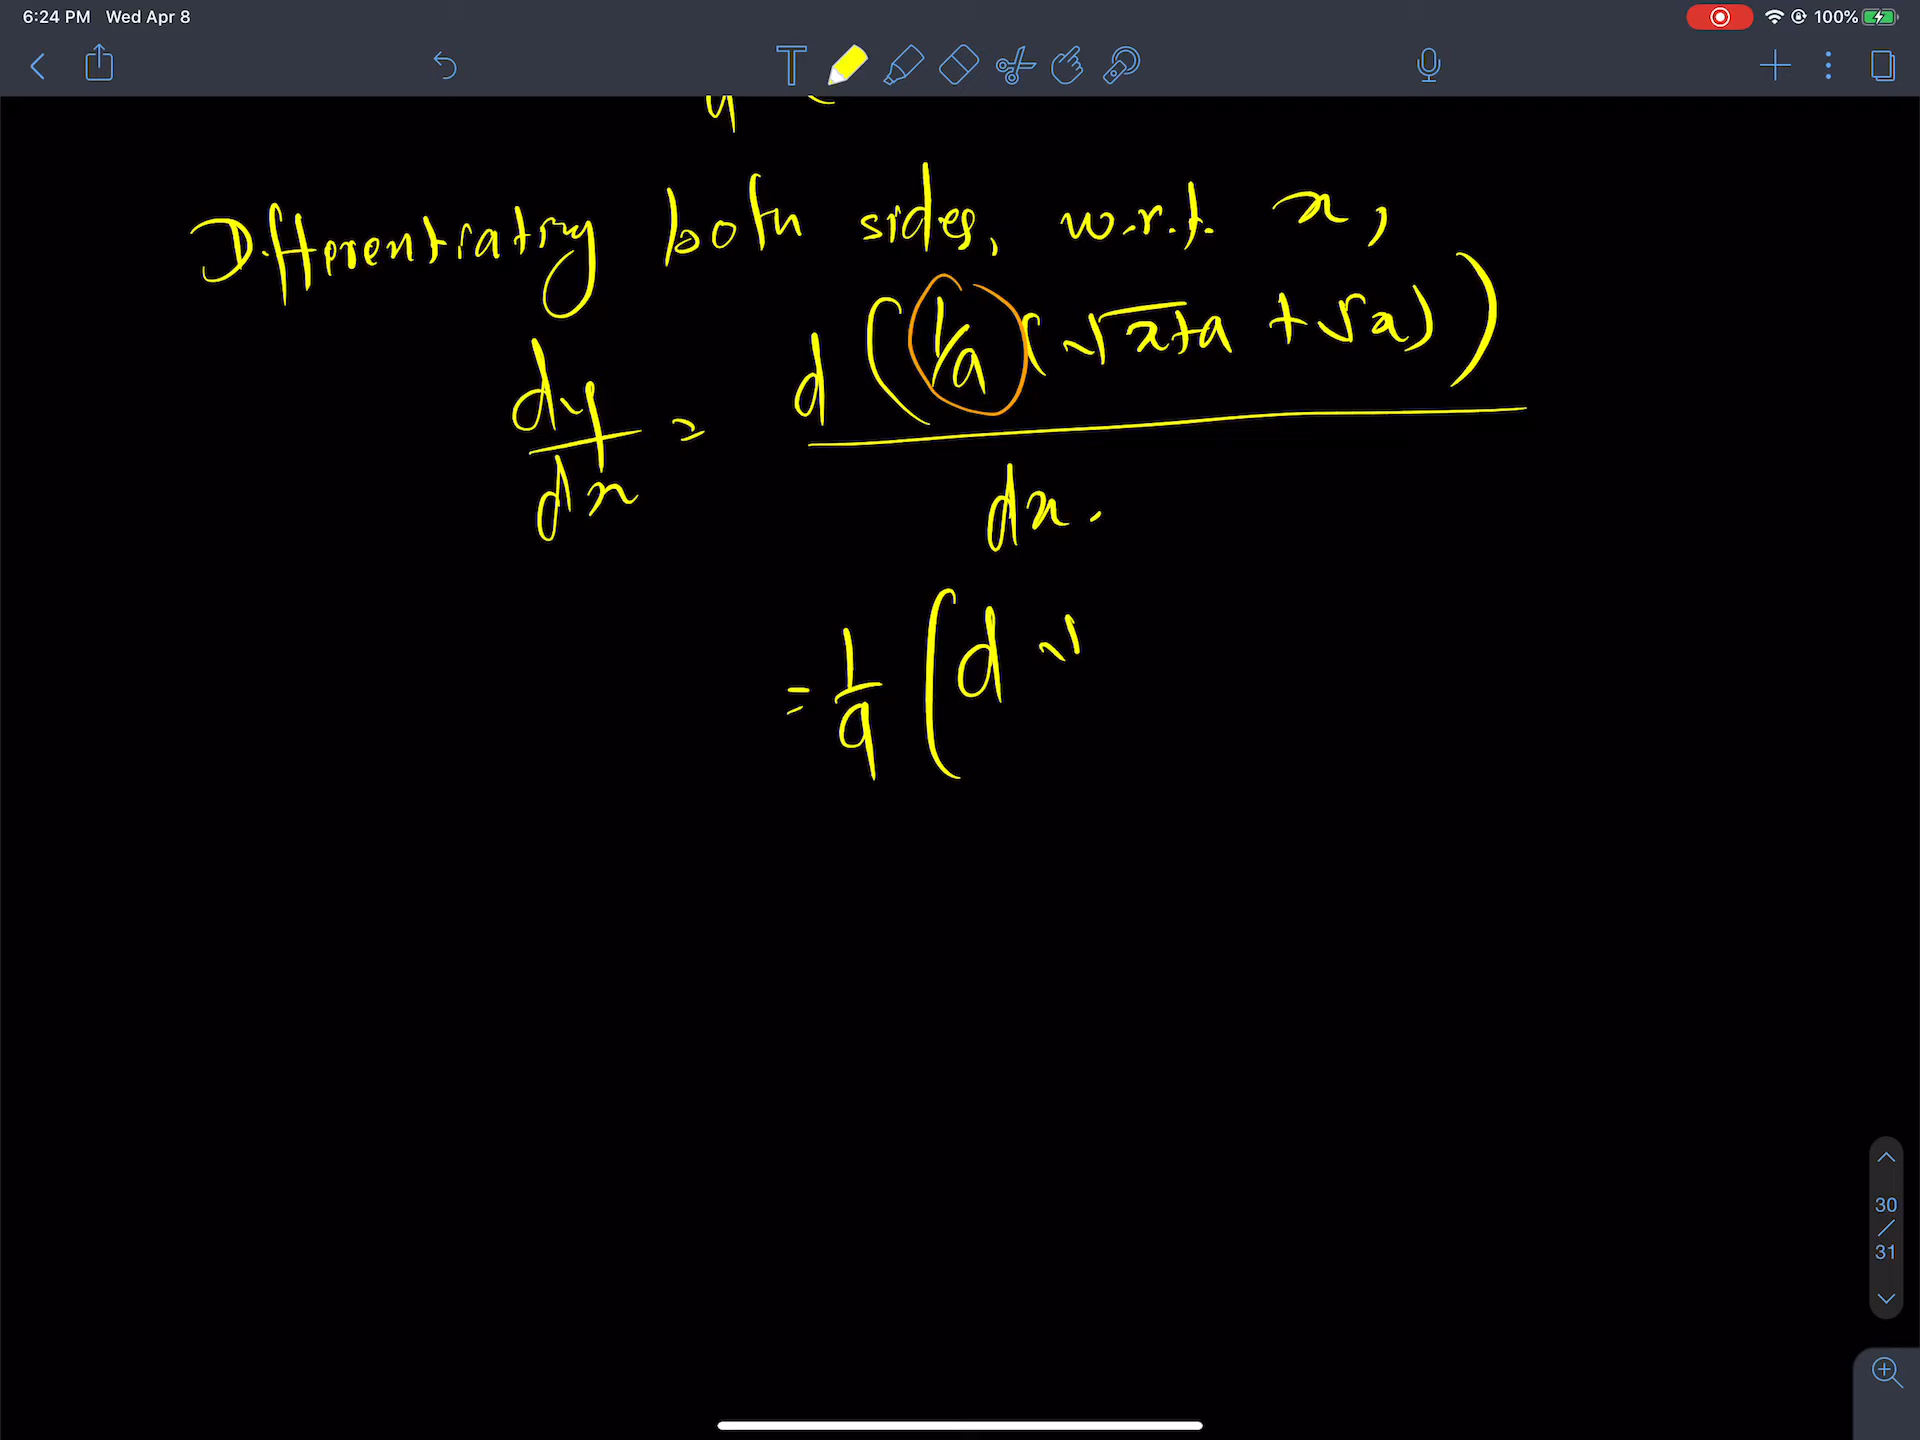 6:24 PM Wed Apr 8
100%
Differentiating both sides, w.r.t. x,
dy/dx = d(1/a(√x+a + √a))/dx.
= 1/a (d √
30
/
31